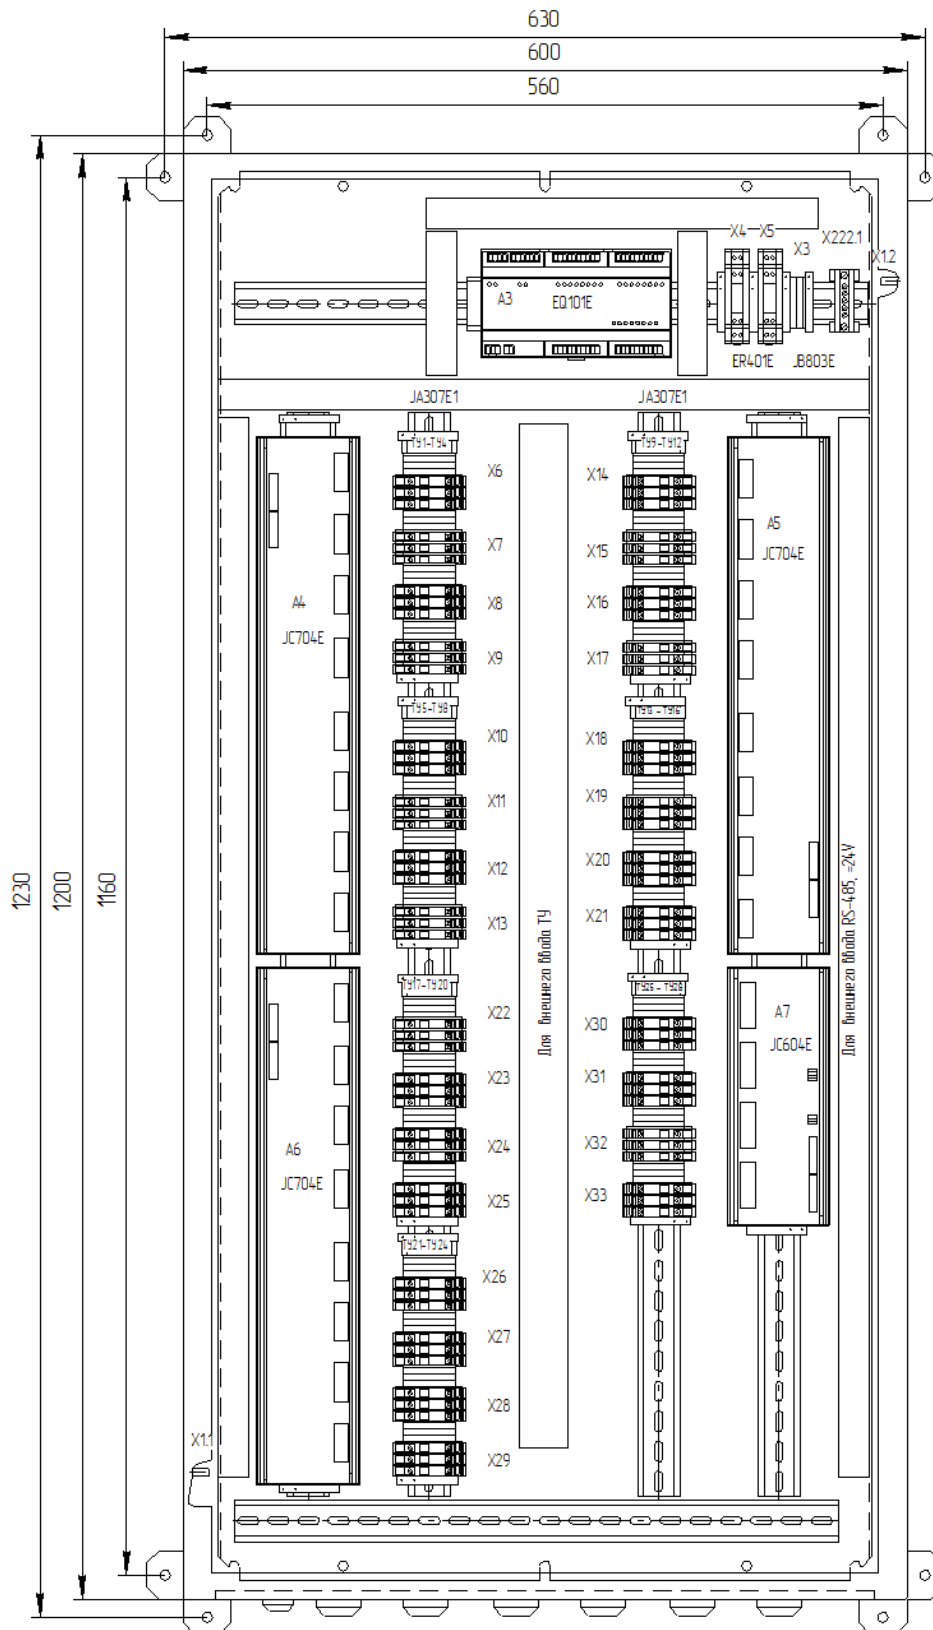 630
600
560
X4
X5
X3
X222.1
X1.2
A3
EQ101E
ER401E
JB803E
JA307E1
JA307E1
ТУ1-ТУ4
ТУ9-ТУ12
X6
X14
A5
JC704E
X7
X15
A4
JC704E
X8
X16
X9
X17
ТУ5-ТУ8
ТУ13 - ТУ16
X10
X18
X11
X19
X12
X20
X13
X21
1230
1200
1160
Для внешнего ввода ТУ
Для внешнего ввода RS-485, =24V
ТУ17-ТУ20
ТУ25 - ТУ28
X22
X30
A7
JC604E
X23
X31
A6
JC704E
X24
X32
X25
X33
ТУ21-ТУ24
X26
X27
X28
X1.1
X29